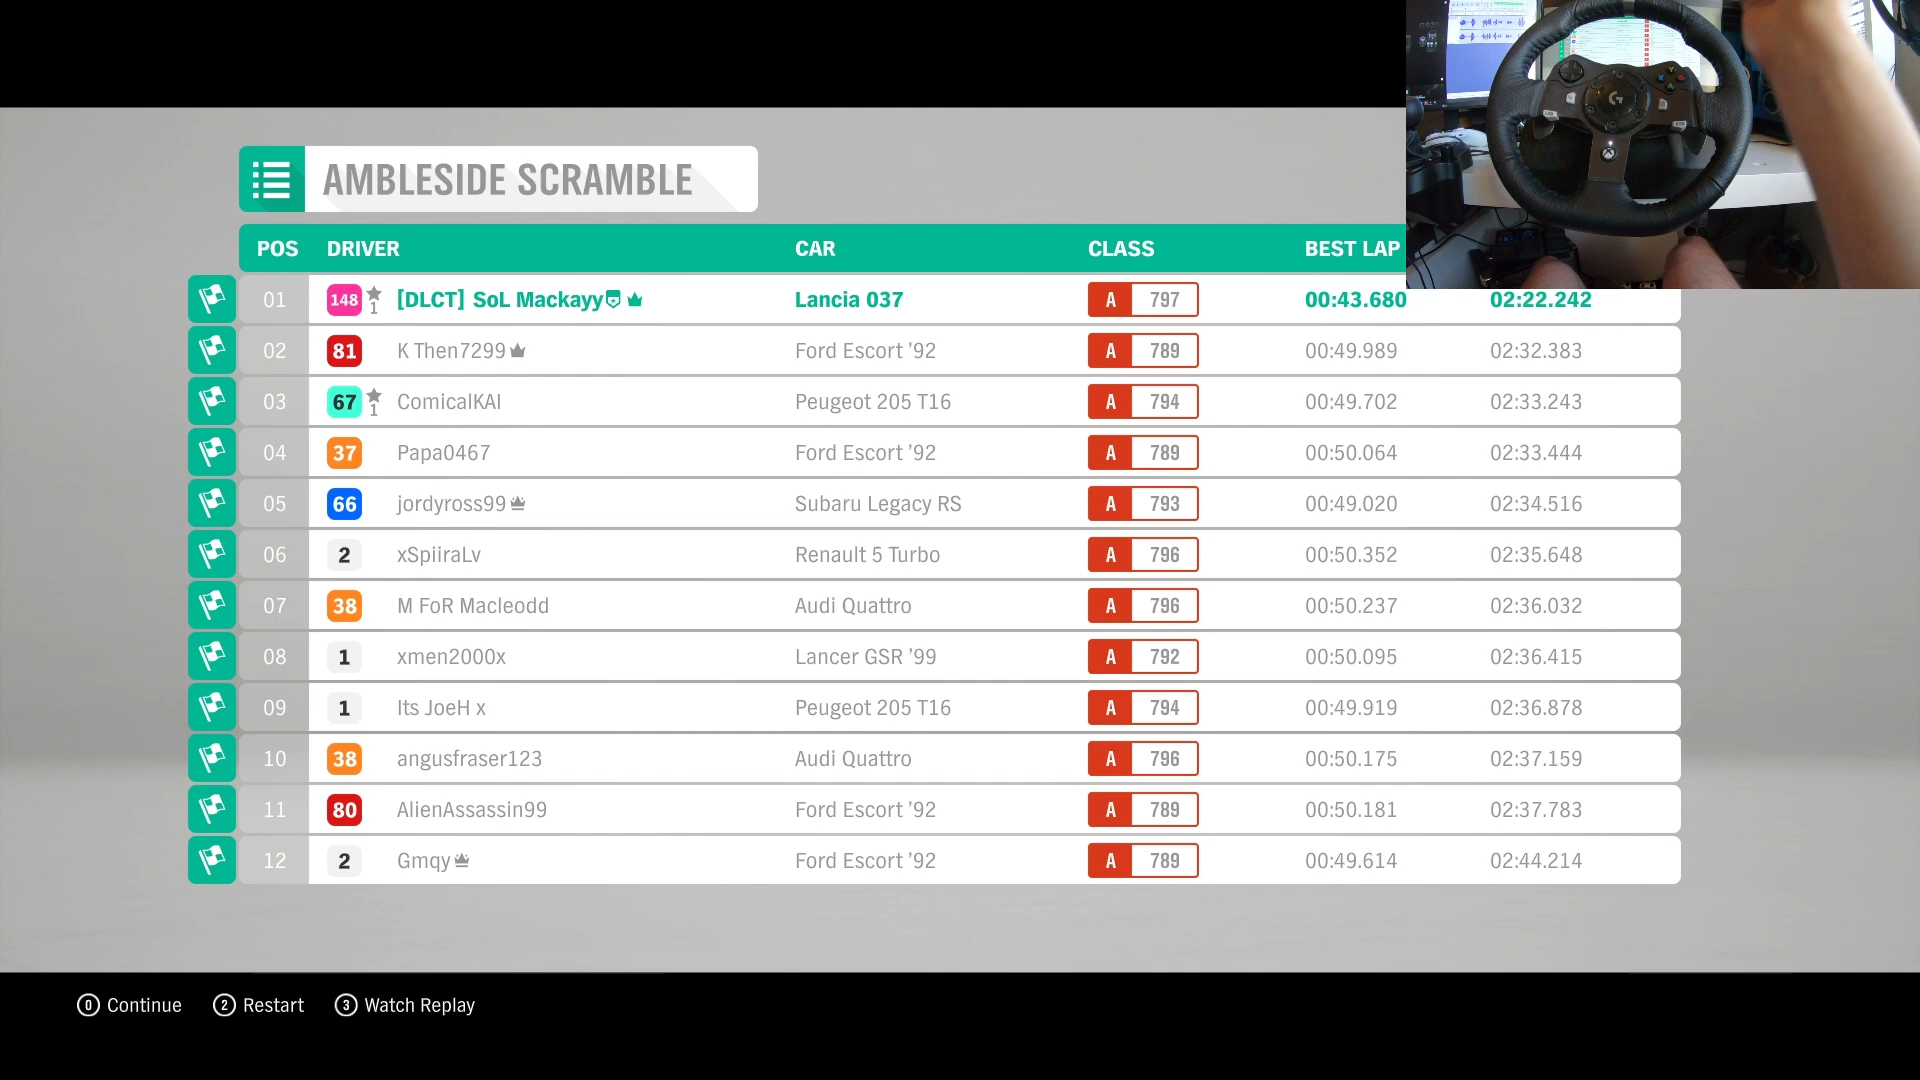 AMBLESIDE SCRAMBLE
POS DRIVER CAR CLASS BEST LAP
01 148 1 [DLCT] SoL Mackayy Lancia 037 A 797 00:43.680 02:22.242
02 81 K Then7299 Ford Escort '92 A 789 00:49.989 02:32.383
03 67 1 ComicalKAI Peugeot 205 T16 A 794 00:49.702 02:33.243
04 37 Papa0467 Ford Escort '92 A 789 00:50.064 02:33.444
05 66 jordyross99 Subaru Legacy RS A 793 00:49.020 02:34.516
06 2 xSpiiraLv Renault 5 Turbo A 796 00:50.352 02:35.648
07 38 M FoR Macleodd Audi Quattro A 796 00:50.237 02:36.032
08 1 xmen2000x Lancer GSR '99 A 792 00:50.095 02:36.415
09 1 Its JoeH x Peugeot 205 T16 A 794 00:49.919 02:36.878
10 38 angusfraser123 Audi Quattro A 796 00:50.175 02:37.159
11 80 AlienAssassin99 Ford Escort '92 A 789 00:50.181 02:37.783
12 2 Gmqy Ford Escort '92 A 789 00:49.614 02:44.214
0 Continue 2 Restart 3 Watch Replay